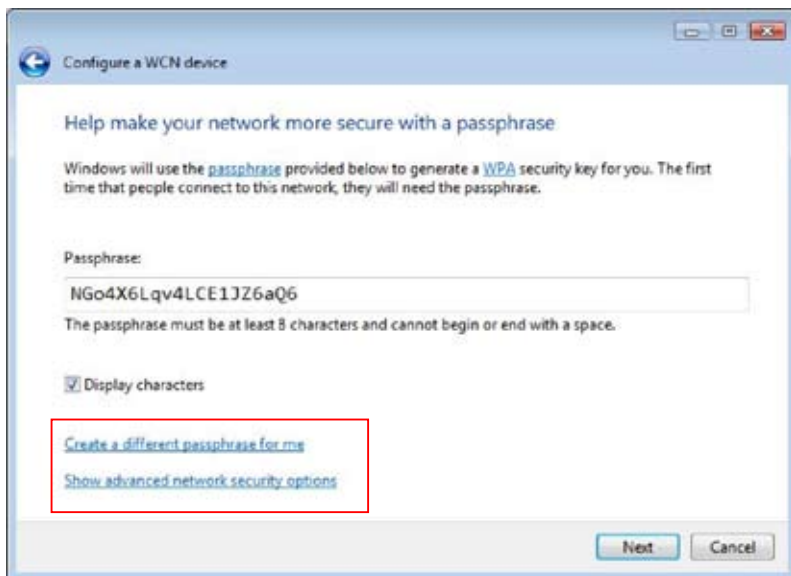 Configure a WCN device
Help make your network more secure with a passphrase
Windows will use the passphrase provided below to generate a WPA security key for you. The first
time that people connect to this network, they will need the passphrase.
Passphrase:
NGo4X6Lqv4LCE1JZ6aQ6
The passphrase must be at least 8 characters and cannot begin or end with a space.
Display characters
Create a different passphrase for me
Show advanced network security options
Next
Cancel